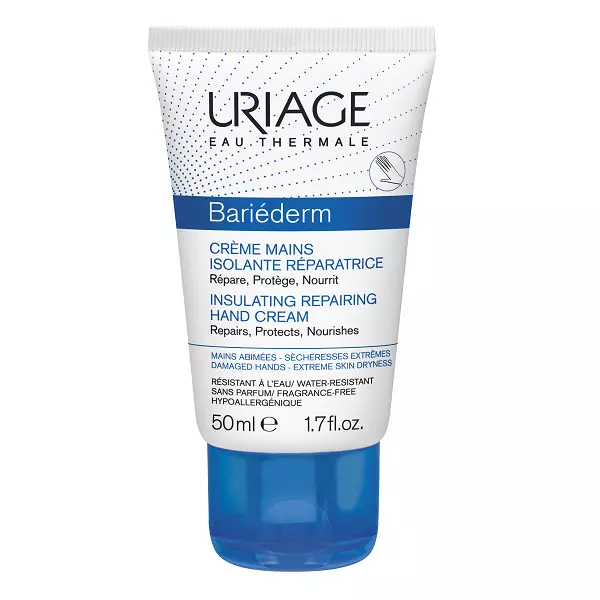 URIAGE
EAU THERMALE
Bariéderm
CRÈME MAINS
ISOLANTE RÉPARATRICE
Répare, Protège, Nourrit
INSULATING REPAIRING
HAND CREAM
Repairs, Protects, Nourishes
MAINS ABIMÉES - SÈCHERESSES EXTRÊMES
DAMAGED HANDS - EXTREME SKIN DRYNESS
RÉSISTANT À L'EAU/ WATER-RESISTANT
SANS PARFUM/ FRAGRANCE-FREE
HYPOALLERGÉNIQUE
50ml ℮ 1.7fl.oz.